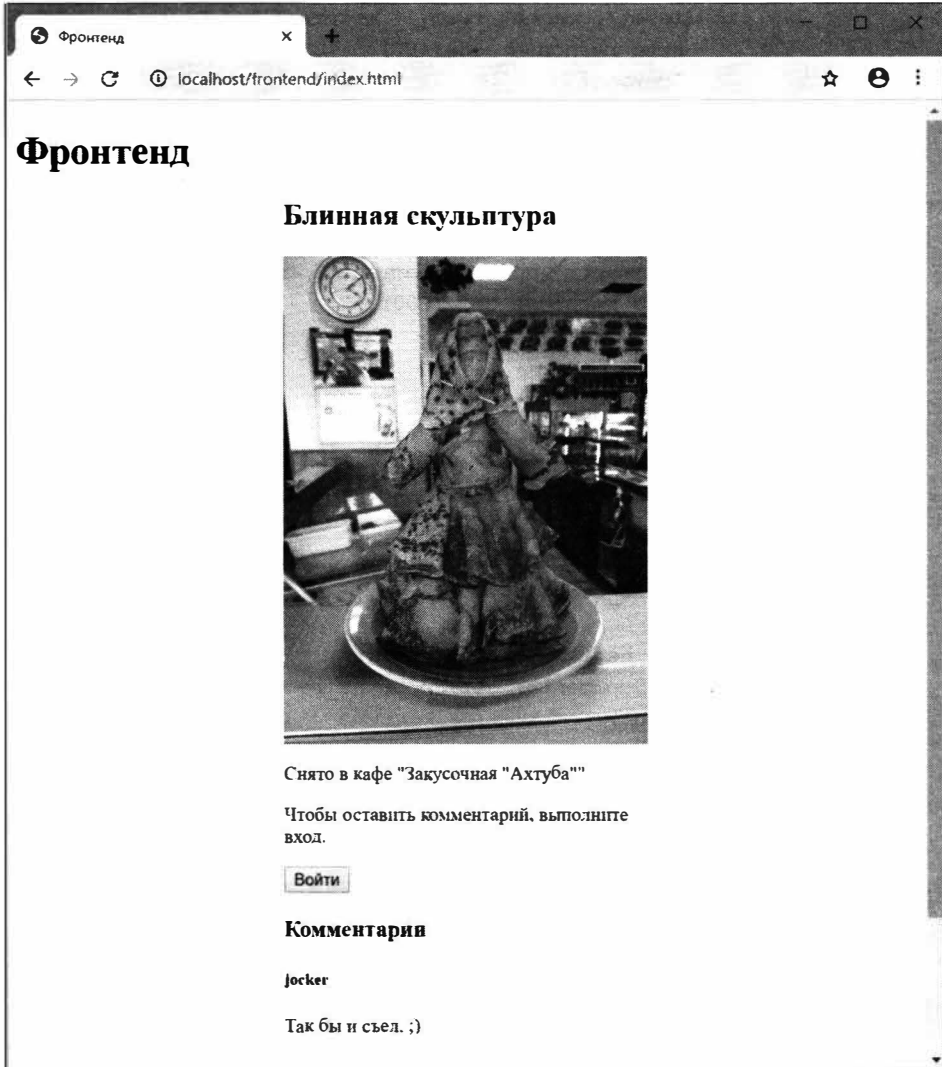 Фронтенд
localhost/frontend/index.html
Фронтенд
Блинная скульптура
Снято в кафе "Закусочная "Ахтуба""
Чтобы оставить комментарий, выполните
вход.
Войти
Комментарии
jocker
Так бы и съел. ;)